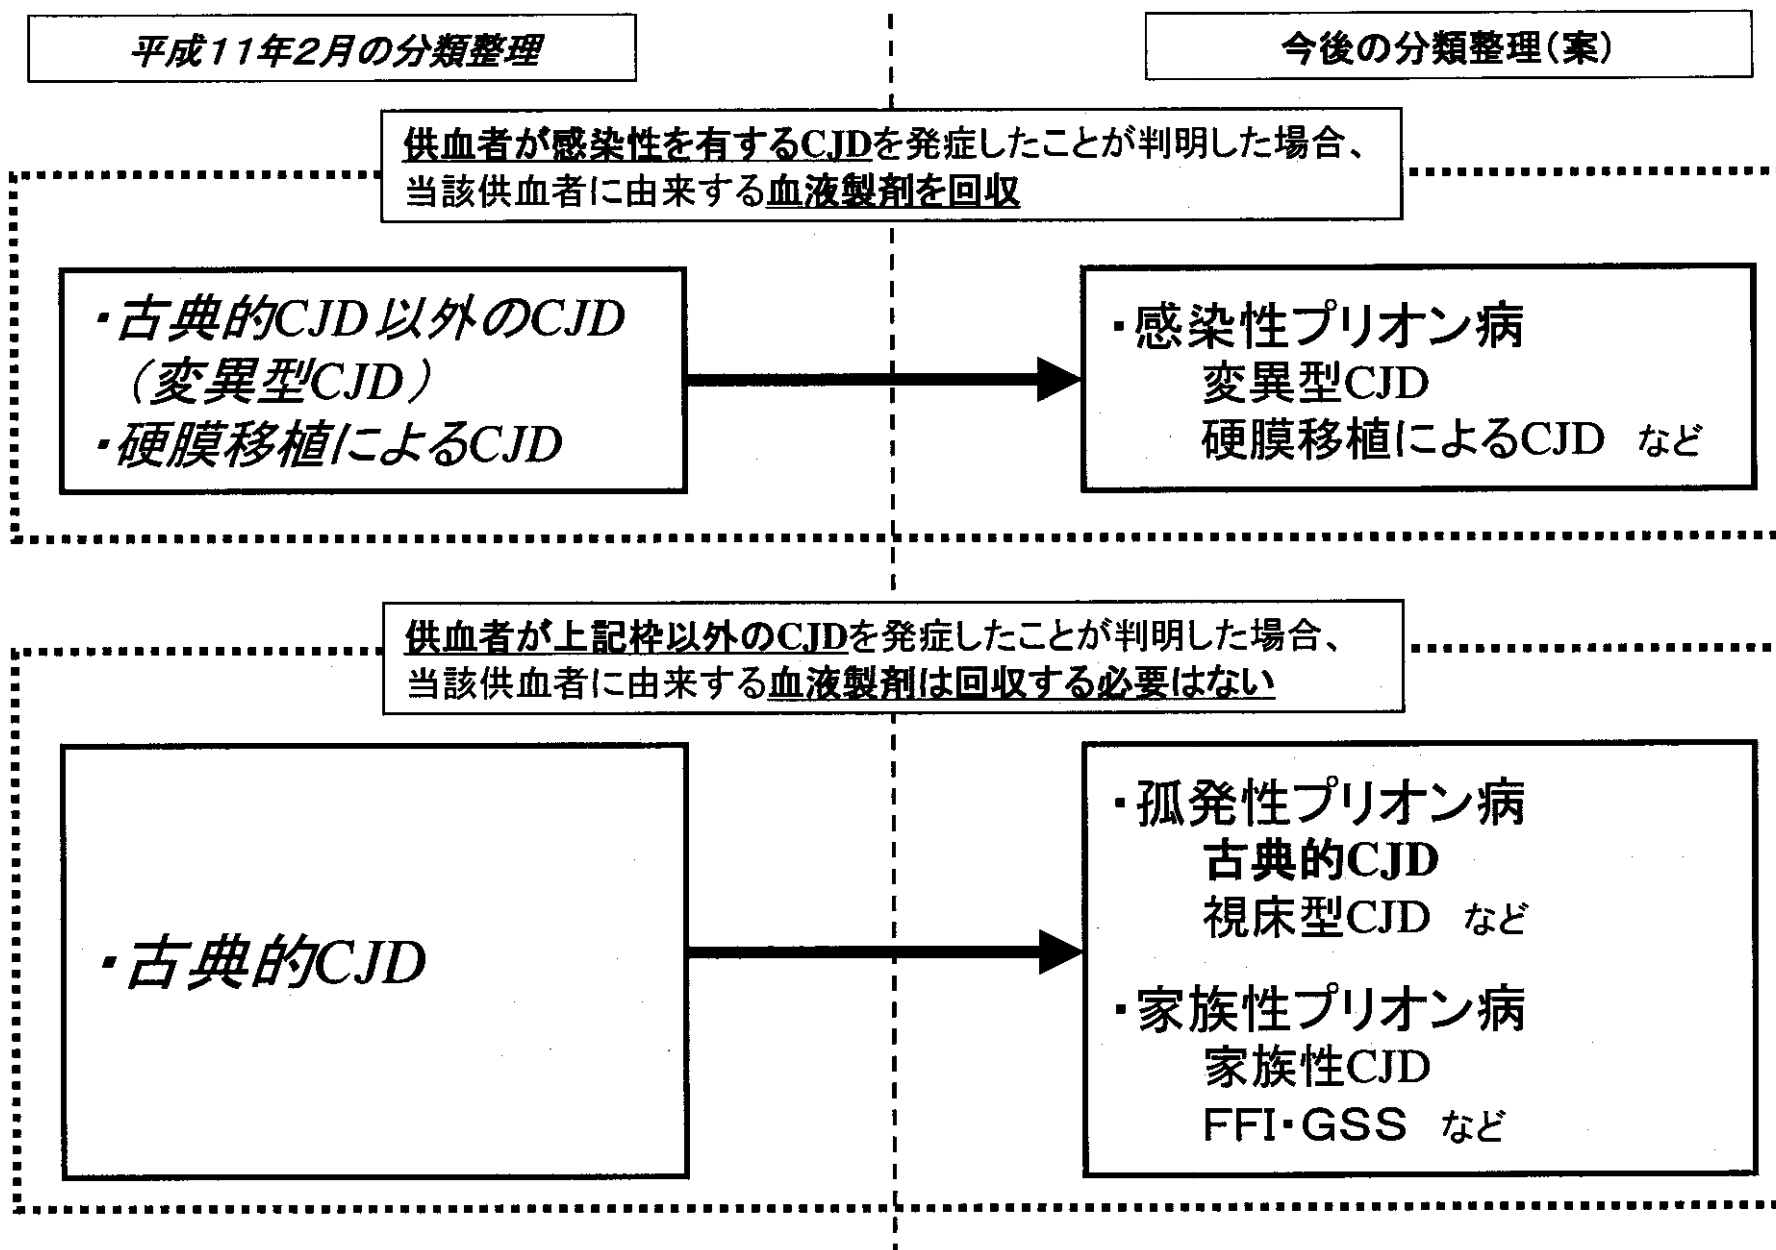 平成11年2月の分類整理
今後の分類整理(案)
供血者が感染性を有するCJDを発症したことが判明した場合、
当該供血者に由来する血液製剤を回収
・古典的CJD以外のCJD
（変異型CJD）
・硬膜移植によるCJD
・感染性プリオン病
変異型CJD
硬膜移植によるCJD など
供血者が上記枠以外のCJDを発症したことが判明した場合、
当該供血者に由来する血液製剤は回収する必要はない
・古典的CJD
・孤発性プリオン病
古典的CJD
視床型CJD など
・家族性プリオン病
家族性CJD
FFI・GSS など